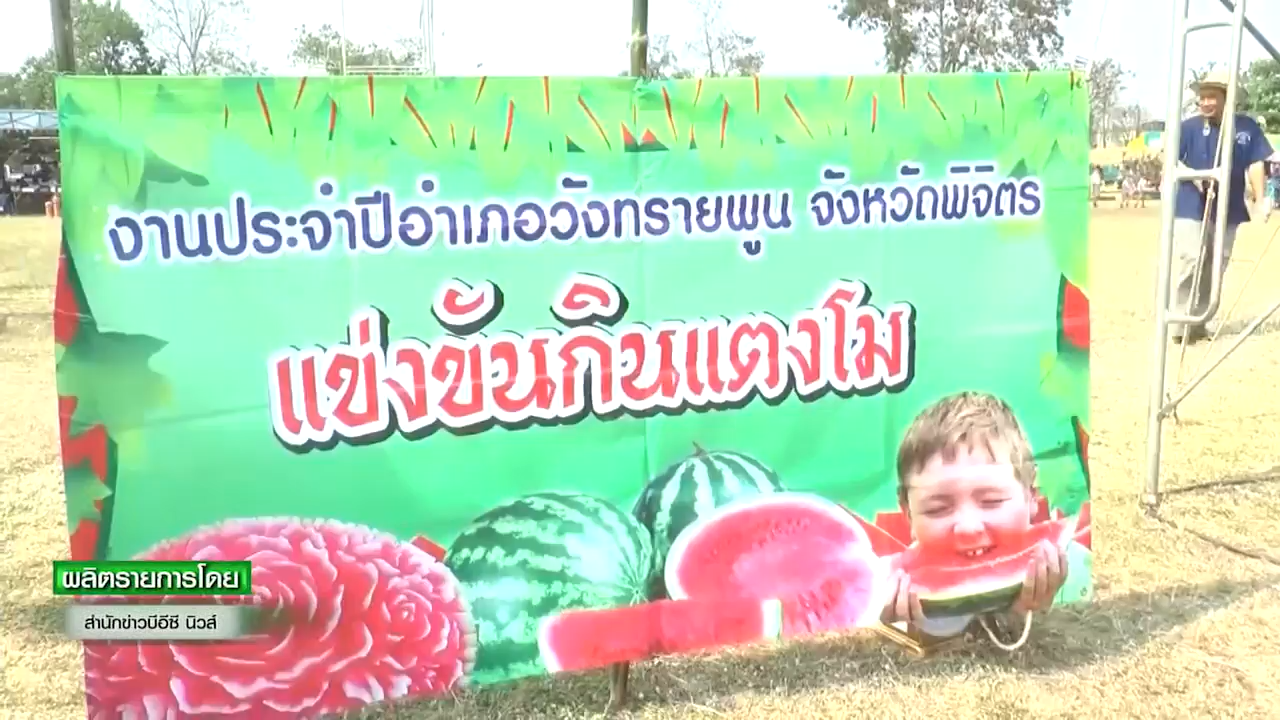 งานประจำปีอำเภอวังทรายพูน จังหวัดพิจิตร
แข่งขันกินแตงโม
ผลิตรายการโดย
สำนักข่าวบีอีซี นิวส์